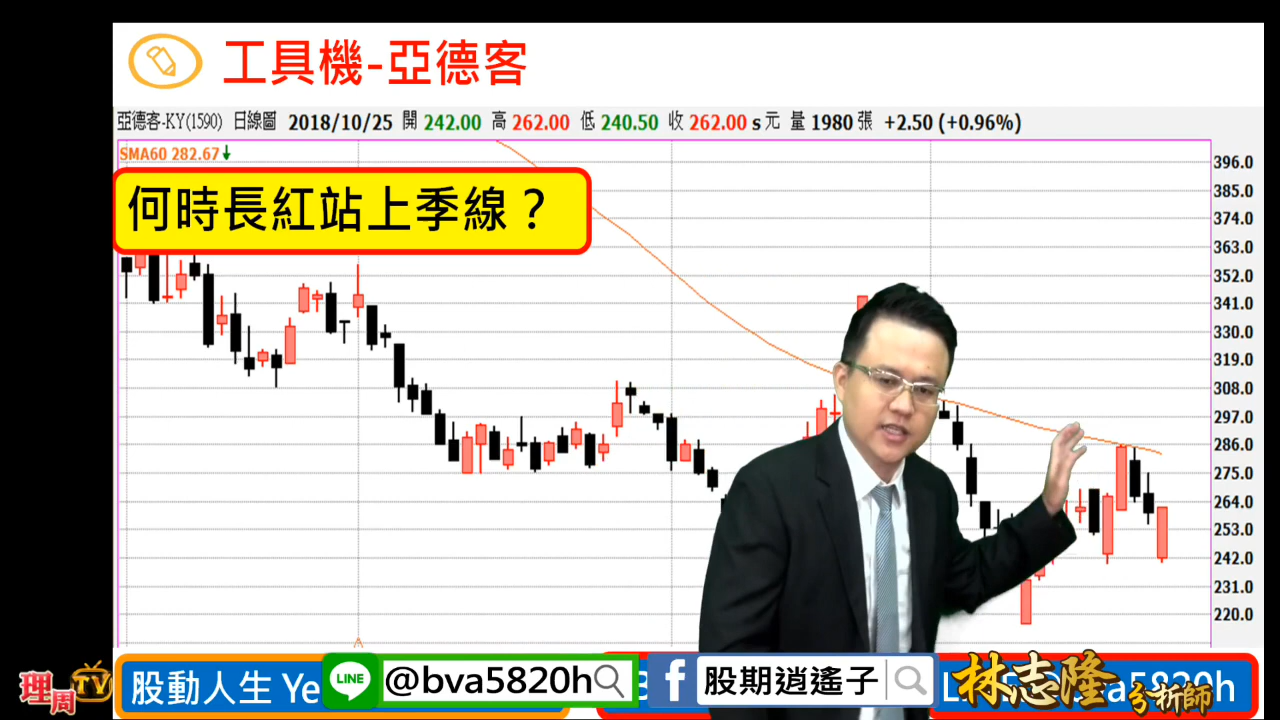 工具機-亞德客
亞德客-KY(1590) 日線圖 2018/10/25 開 242.00 高 262.00 低 240.50 收 262.00 s元 量 1980 張 +2.50 (+0.96%)
SMA60 282.67↓
何時長紅站上季線？
396.0
385.0
374.0
363.0
352.0
341.0
330.0
319.0
308.0
297.0
286.0
275.0
264.0
253.0
242.0
231.0
220.0
理周TV
股動人生 Ye
LINE
@bva5820h
股期逍遙子
林志隆分析師